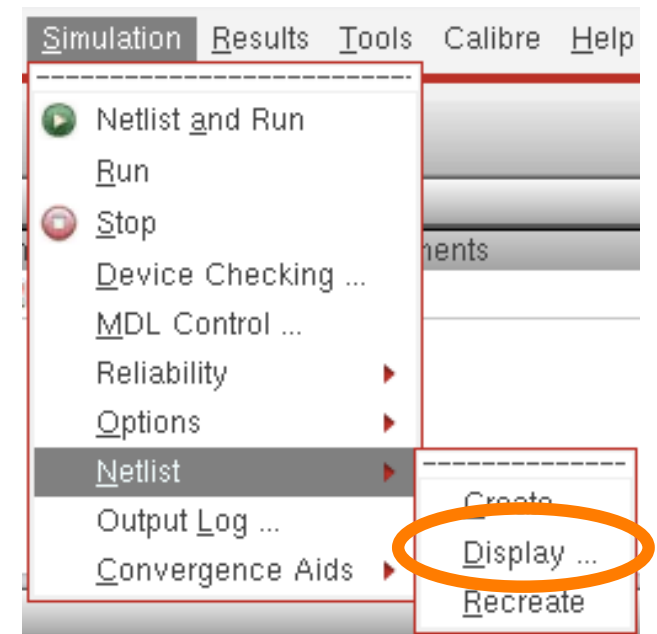 Simulation Results Tools Calibre Help
Netlist and Run
Run
Stop
ments
Device Checking ...
MDL Control ...
Reliability
Options
Netlist
Create
Output Log ...
Display ...
Convergence Aids
Recreate